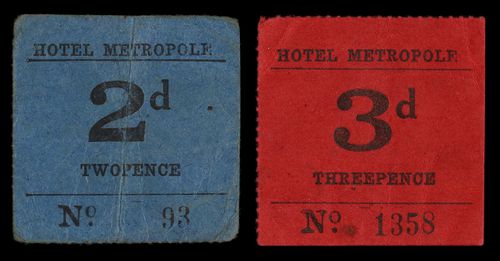 HOTEL METROPOLE
2d
TWOPENCE
Nº 93
HOTEL METROPOLE
3d
THREEPENCE
Nº 1358